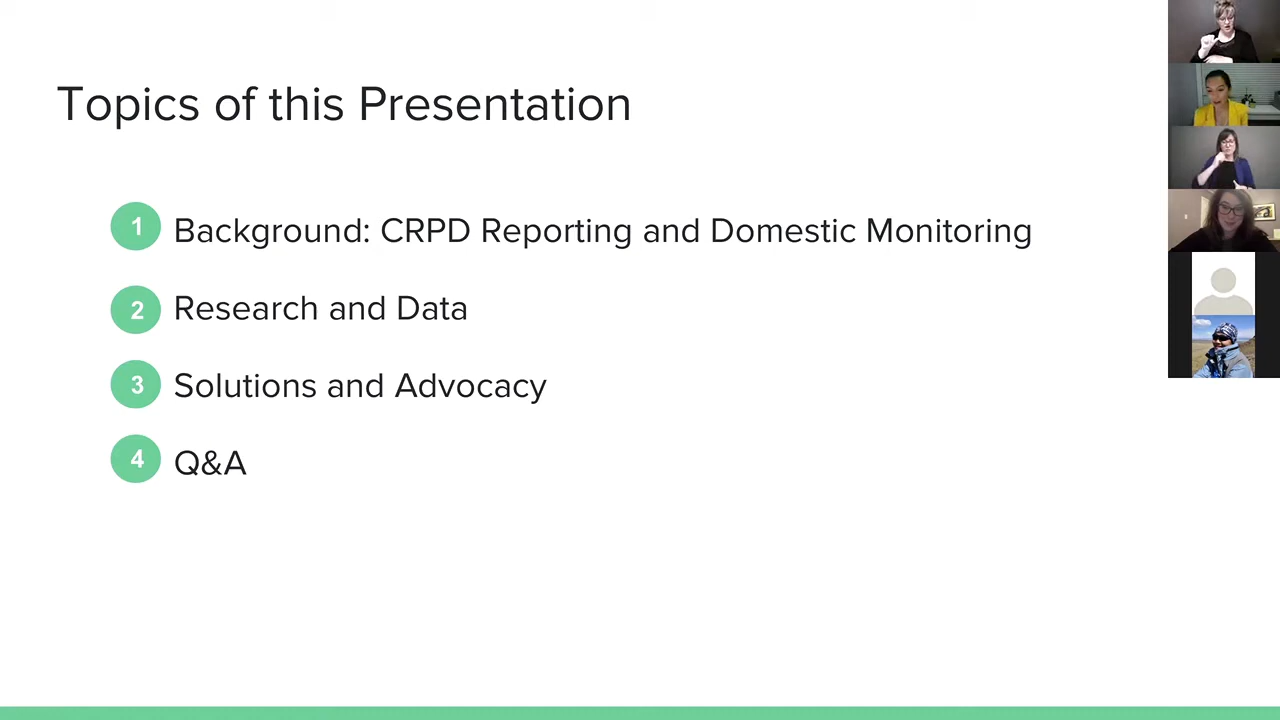 Topics of this Presentation
1 Background: CRPD Reporting and Domestic Monitoring
2 Research and Data
3 Solutions and Advocacy
4 Q&A